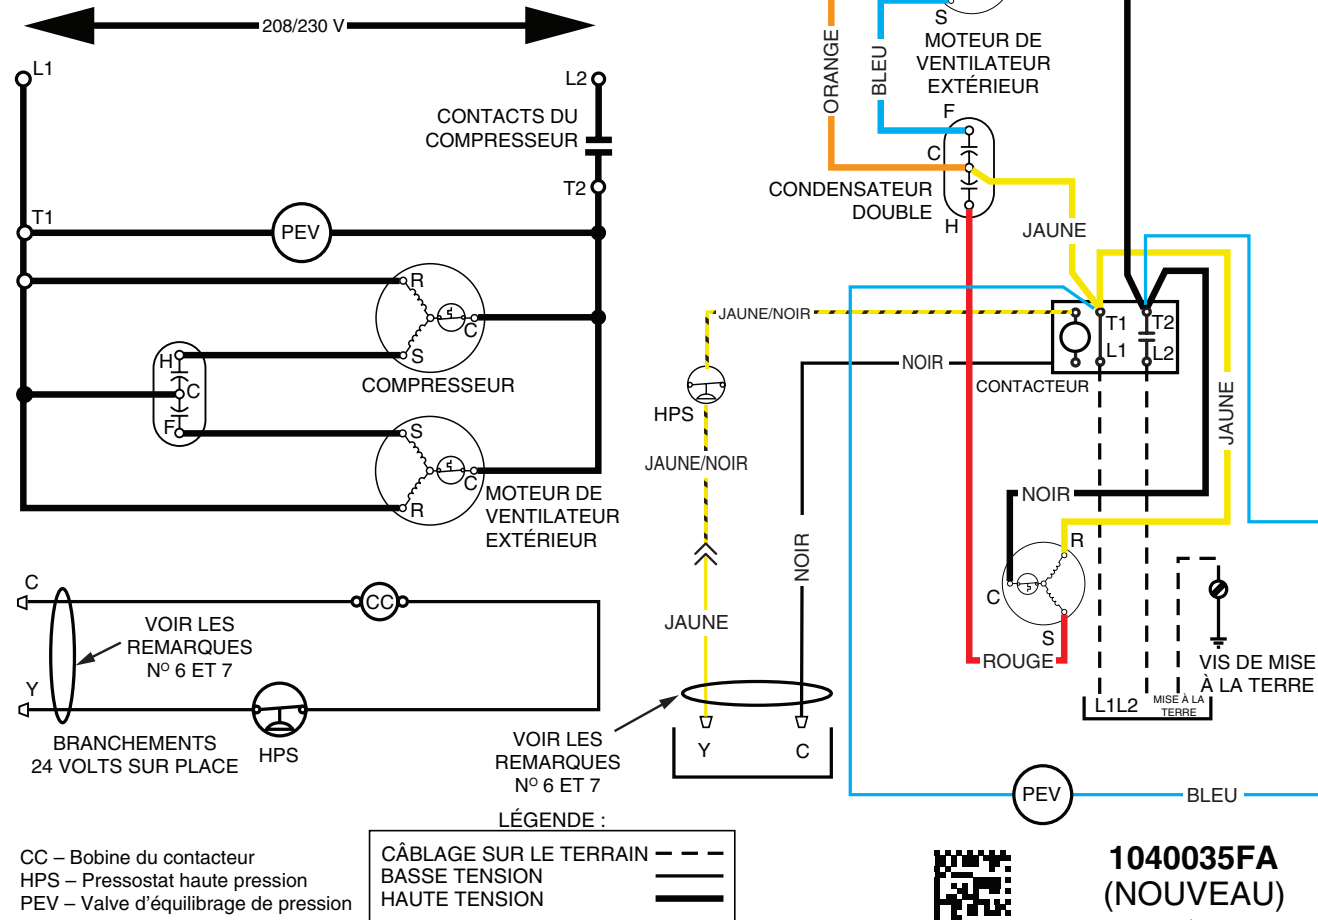 208/230 V
L1
L2
CONTACTS DU
COMPRESSEUR
T2
T1
PEV
R
C
S
COMPRESSEUR
H
C
F
S
C
R
MOTEUR DE
VENTILATEUR
EXTÉRIEUR
C
CC
VOIR LES
REMARQUES
Nº 6 ET 7
Y
HPS
BRANCHEMENTS
24 VOLTS SUR PLACE
ORANGE
BLEU
S
MOTEUR DE
VENTILATEUR
EXTÉRIEUR
F
C
CONDENSATEUR
DOUBLE
H
JAUNE
JAUNE/NOIR
T1
T2
L1
L2
NOIR
CONTACTEUR
HPS
JAUNE/NOIR
JAUNE
NOIR
NOIR
R
C
S
JAUNE
ROUGE
VIS DE MISE
À LA TERRE
L1L2
MISE À LA
TERRE
VOIR LES
REMARQUES
Nº 6 ET 7
Y
C
PEV
BLEU
LÉGENDE :
CC – Bobine du contacteur
HPS – Pressostat haute pression
PEV – Valve d'équilibrage de pression
CÂBLAGE SUR LE TERRAIN
BASSE TENSION
HAUTE TENSION
1040035FA
(NOUVEAU)